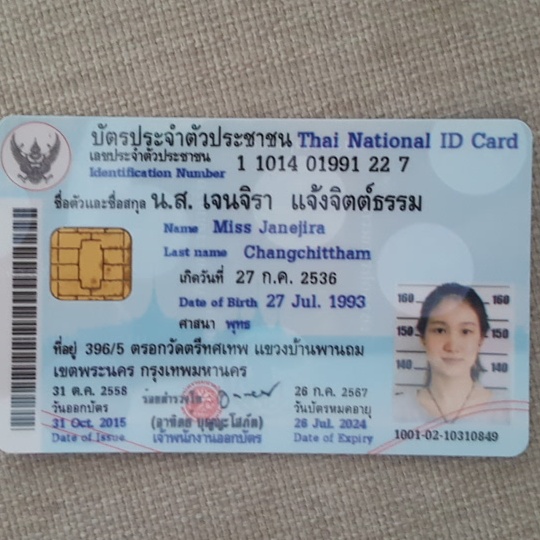 บัตรประจำตัวประชาชน Thai National ID Card
เลขประจำตัวประชาชน
Identification Number
1 1014 01991 22 7
ชื่อตัวและชื่อสกุล น.ส. เจนจิรา แจ้งจิตต์ธรรม
Name Miss Janejira
Last name Changchittham
เกิดวันที่ 27 ก.ค. 2536
Date of Birth 27 Jul. 1993
ศาสนา พุทธ
ที่อยู่ 396/5 ตรอกวัดตรีทศเทพ แขวงบ้านพานถม
เขตพระนคร กรุงเทพมหานคร
31 ต.ค. 2558
วันออกบัตร
31 Oct. 2015
Date of Issue
เจ้าพนักงานออกบัตร
26 ก.ค. 2567
วันบัตรหมดอายุ
26 Jul. 2024
Date of Expiry
160 160
150 150
140 140
1001-02-10310849